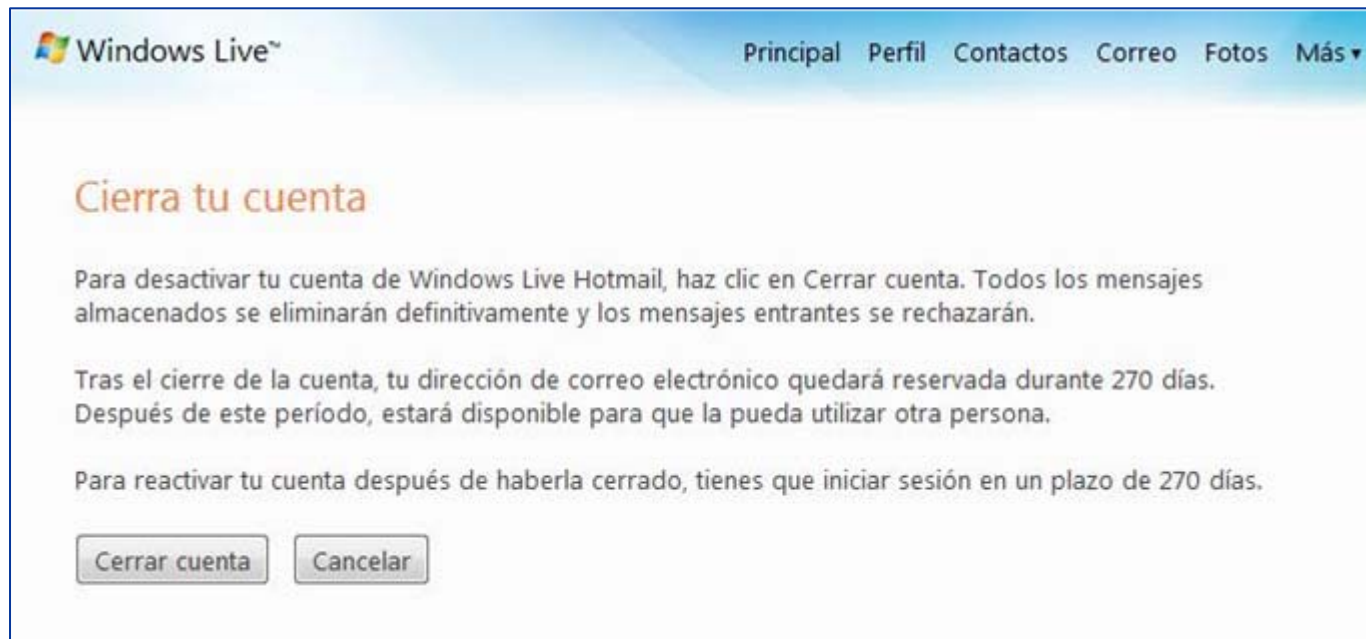 Windows Live™
Principal Perfil Contactos Correo Fotos Más
Cierra tu cuenta
Para desactivar tu cuenta de Windows Live Hotmail, haz clic en Cerrar cuenta. Todos los mensajes
almacenados se eliminarán definitivamente y los mensajes entrantes se rechazarán.
Tras el cierre de la cuenta, tu dirección de correo electrónico quedará reservada durante 270 días.
Después de este período, estará disponible para que la pueda utilizar otra persona.
Para reactivar tu cuenta después de haberla cerrado, tienes que iniciar sesión en un plazo de 270 días.
Cerrar cuenta Cancelar